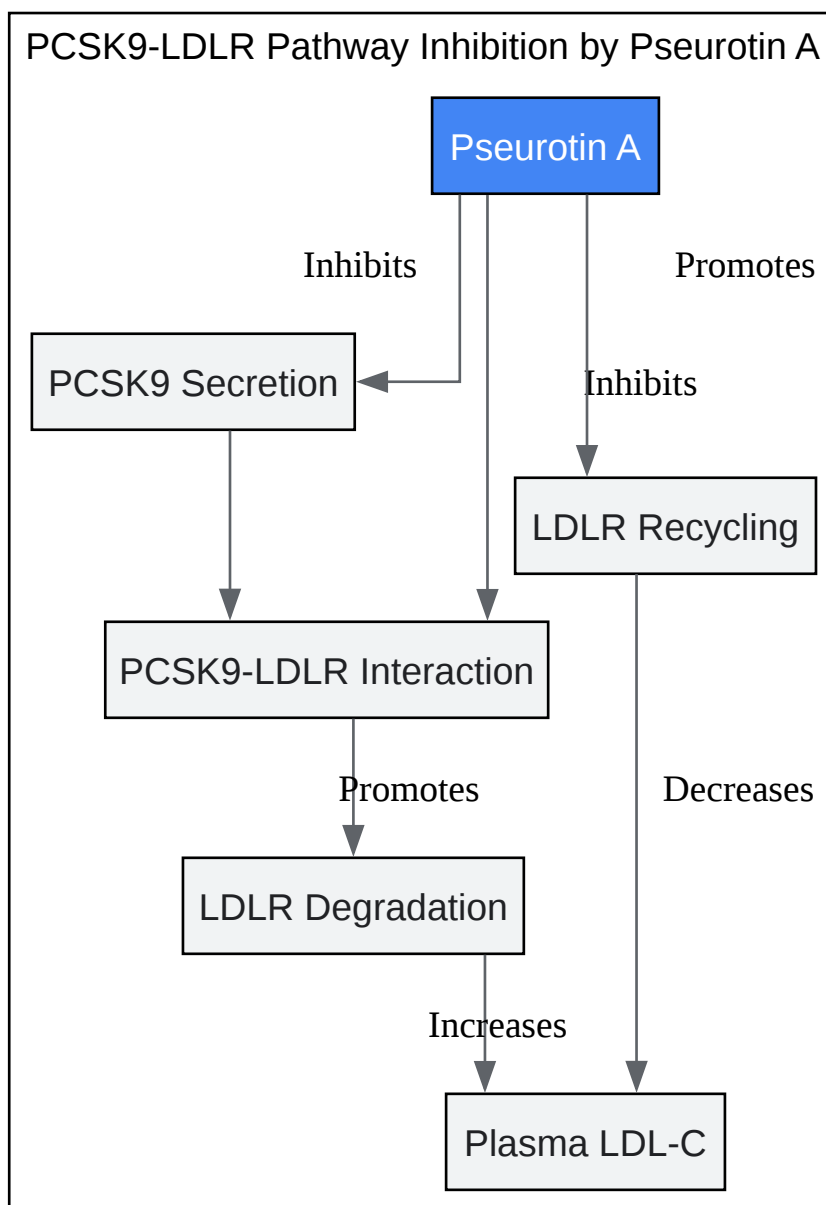 PCSK9-LDLR Pathway Inhibition by Pseurotin A
Pseurotin A
Inhibits
Promotes
PCSK9 Secretion
Inhibits
LDLR Recycling
PCSK9-LDLR Interaction
Promotes
Decreases
LDLR Degradation
Increases
Plasma LDL-C